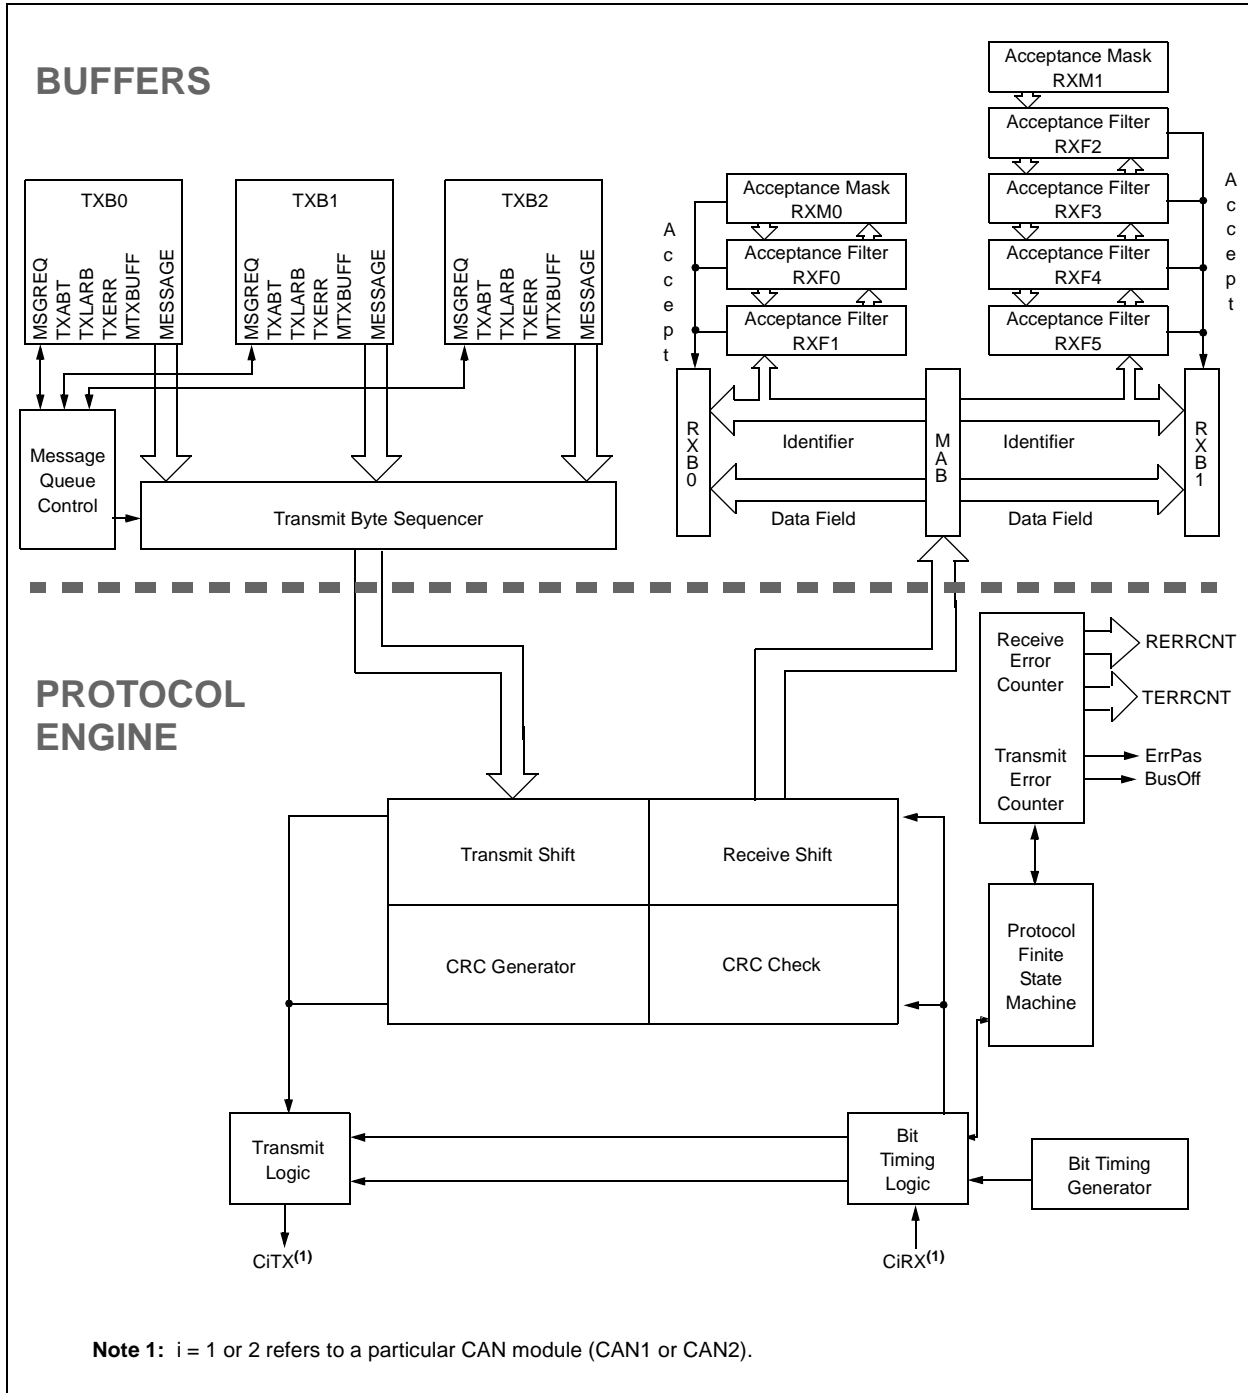 BUFFERS
Acceptance Mask
RXM1
Acceptance Filter
RXF2
Acceptance Filter
RXF3
Acceptance Filter
RXF4
Acceptance Filter
RXF5
Accept
Acceptance Mask
RXM0
Acceptance Filter
RXF0
Acceptance Filter
RXF1
Accept
TXB0
MSGREQ
TXABT
TXLARB
TXERR
MTXBUFF
MESSAGE
TXB1
MSGREQ
TXABT
TXLARB
TXERR
MTXBUFF
MESSAGE
TXB2
MSGREQ
TXABT
TXLARB
TXERR
MTXBUFF
MESSAGE
Message
Queue
Control
Transmit Byte Sequencer
RXB0
Identifier
Data Field
MAB
Identifier
Data Field
RXB1
PROTOCOL
ENGINE
Receive
Error
Counter
Transmit
Error
Counter
RERRCNT
TERRCNT
ErrPas
BusOff
Transmit Shift
Receive Shift
CRC Generator
CRC Check
Protocol
Finite
State
Machine
Transmit
Logic
Bit
Timing
Logic
Bit Timing
Generator
CiTX(1)
CiRX(1)
Note 1: i = 1 or 2 refers to a particular CAN module (CAN1 or CAN2).